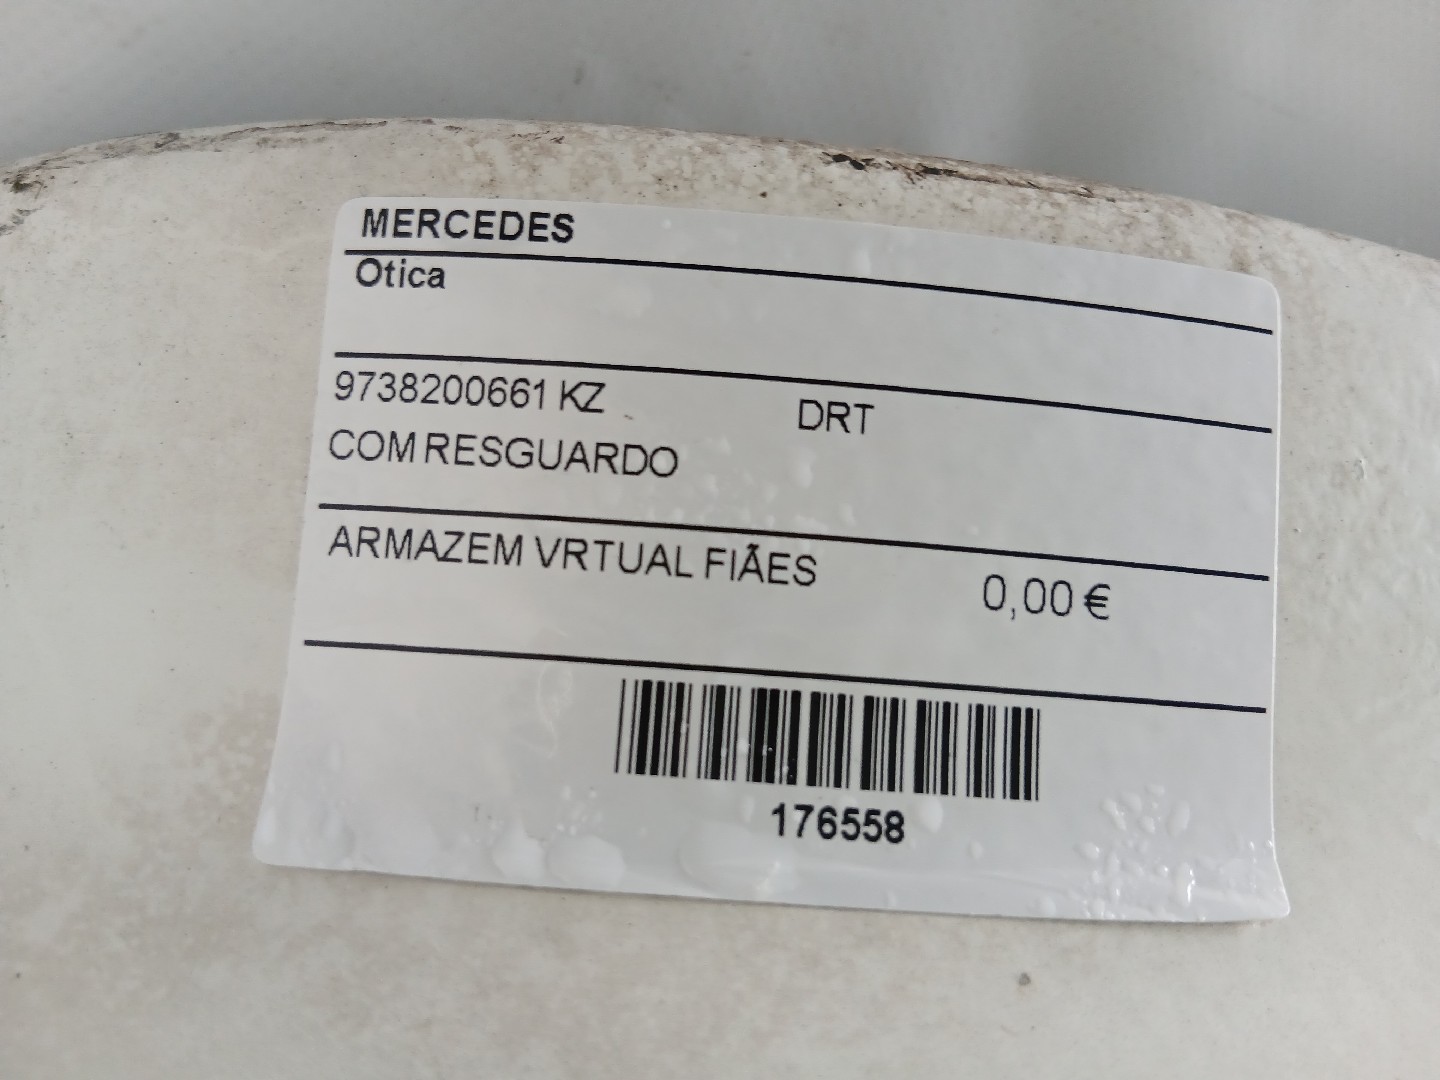 MERCEDES
Otica
9738200661 KZ DRT
COM RESGUARDO
ARMAZEM VRTUAL FIÃES 0,00 €
176558